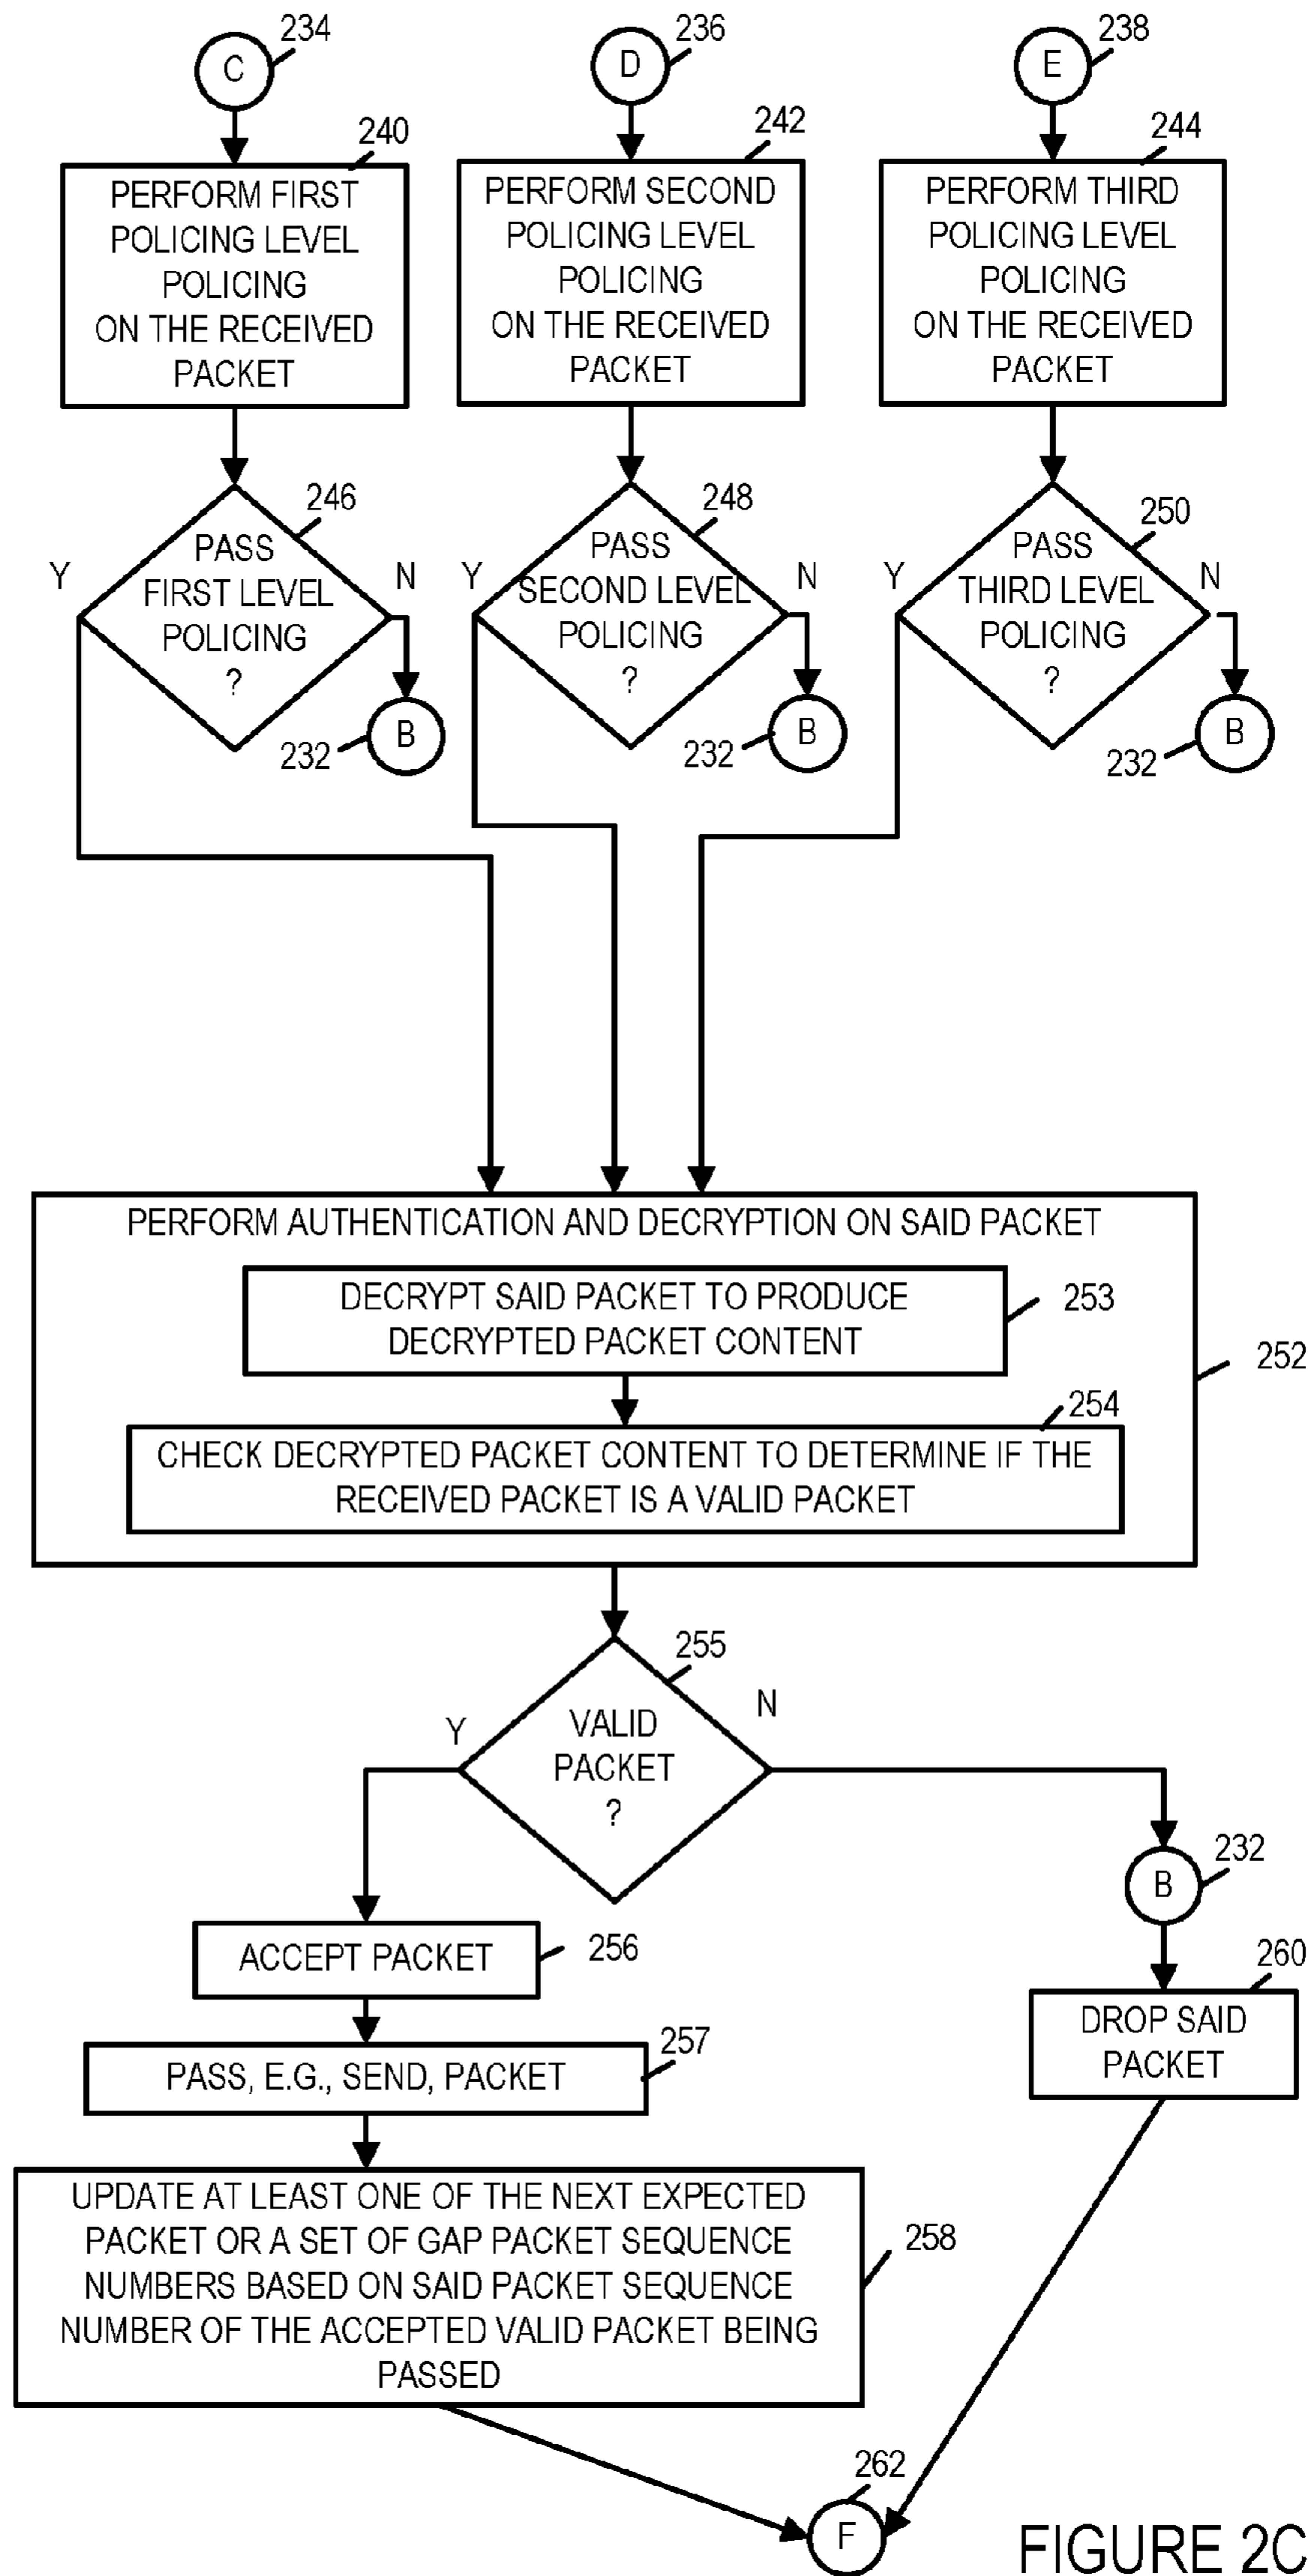 C
234
D
236
E
238
240
PERFORM FIRST
POLICING LEVEL
POLICING
ON THE RECEIVED
PACKET
242
PERFORM SECOND
POLICING LEVEL
POLICING
ON THE RECEIVED
PACKET
244
PERFORM THIRD
POLICING LEVEL
POLICING
ON THE RECEIVED
PACKET
246
Y
PASS
FIRST LEVEL
POLICING
?
N
232
B
248
Y
PASS
SECOND LEVEL
POLICING
?
N
232
B
250
Y
PASS
THIRD LEVEL
POLICING
?
N
232
B
PERFORM AUTHENTICATION AND DECRYPTION ON SAID PACKET
DECRYPT SAID PACKET TO PRODUCE
DECRYPTED PACKET CONTENT
253
252
254
CHECK DECRYPTED PACKET CONTENT TO DETERMINE IF THE
RECEIVED PACKET IS A VALID PACKET
255
Y
VALID
PACKET
?
N
B
232
ACCEPT PACKET
256
260
DROP SAID
PACKET
257
PASS, E.G., SEND, PACKET
UPDATE AT LEAST ONE OF THE NEXT EXPECTED
PACKET OR A SET OF GAP PACKET SEQUENCE
NUMBERS BASED ON SAID PACKET SEQUENCE
NUMBER OF THE ACCEPTED VALID PACKET BEING
PASSED
258
262
F
FIGURE 2C